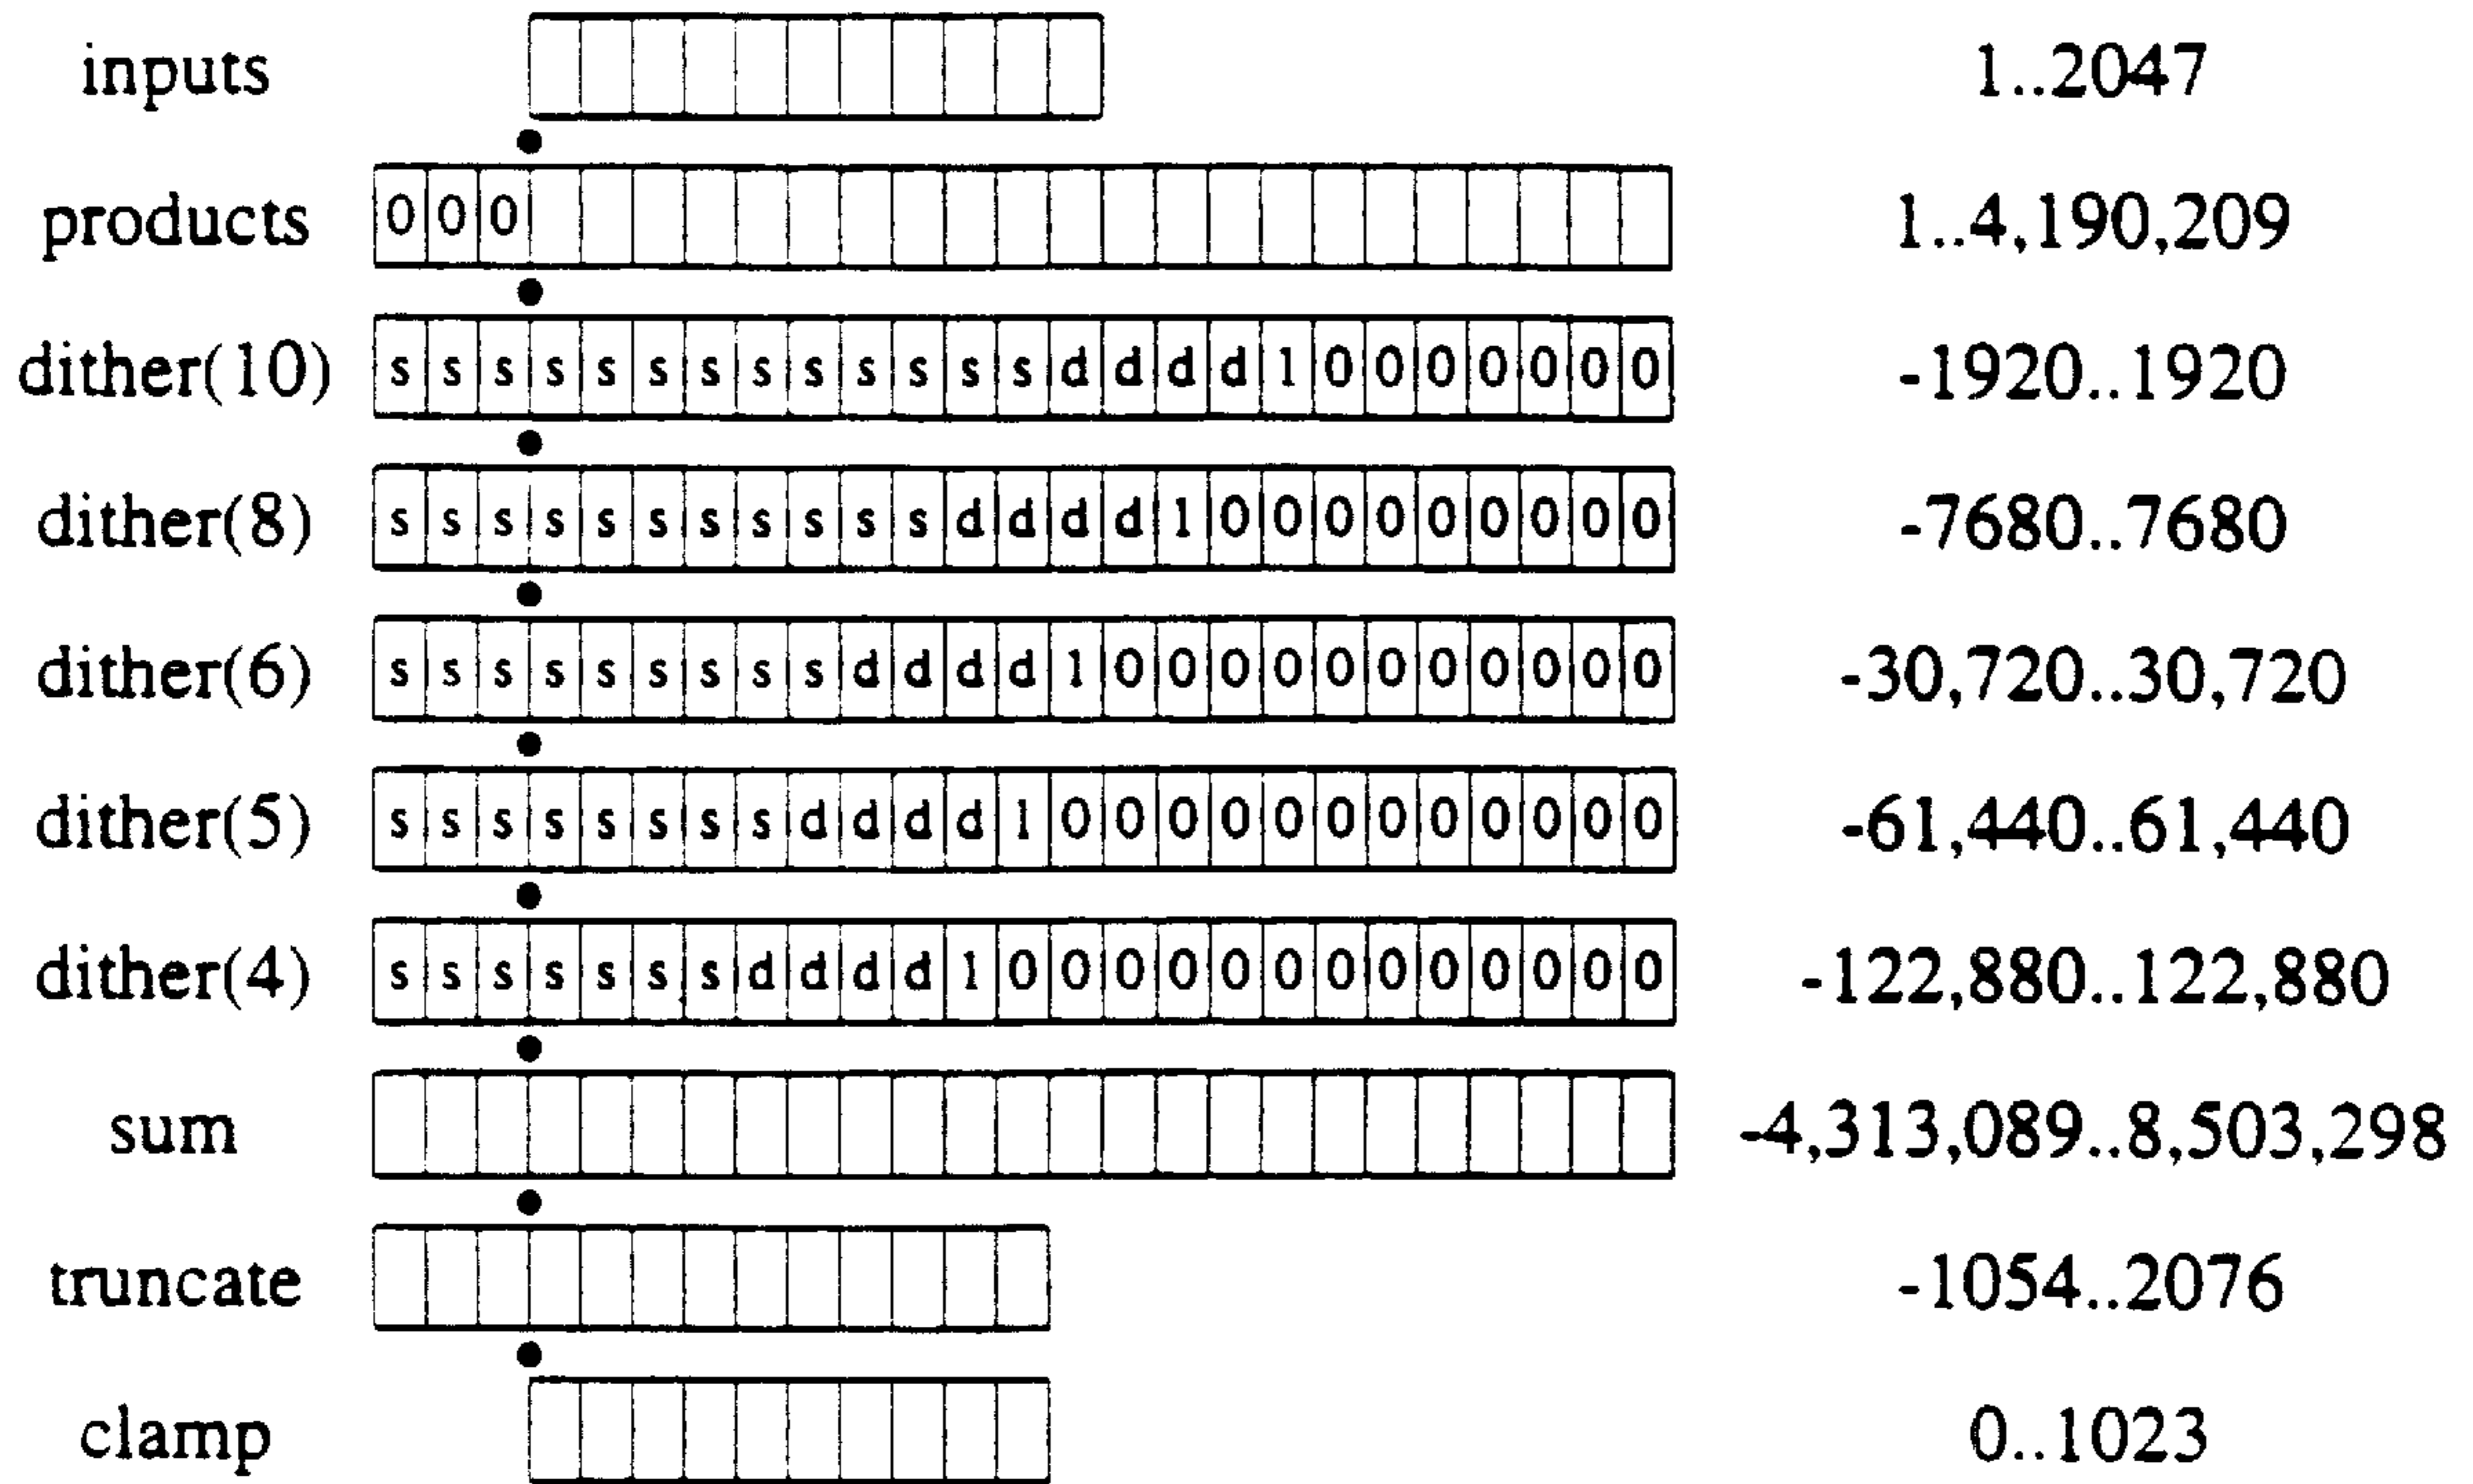 inputs 1..2047
products 0 0 0 1..4,190,209
dither(10) s s s s s s s s s s s s s d d d d 1 0 0 0 0 0 0 0 -1920..1920
dither(8) s s s s s s s s s s s d d d d 1 0 0 0 0 0 0 0 0 0 -7680..7680
dither(6) s s s s s s s s s d d d d 1 0 0 0 0 0 0 0 0 0 0 0 -30,720..30,720
dither(5) s s s s s s s s d d d d 1 0 0 0 0 0 0 0 0 0 0 0 0 -61,440..61,440
dither(4) s s s s s s s d d d d 1 0 0 0 0 0 0 0 0 0 0 0 0 0 -122,880..122,880
sum -4,313,089..8,503,298
truncate -1054..2076
clamp 0..1023